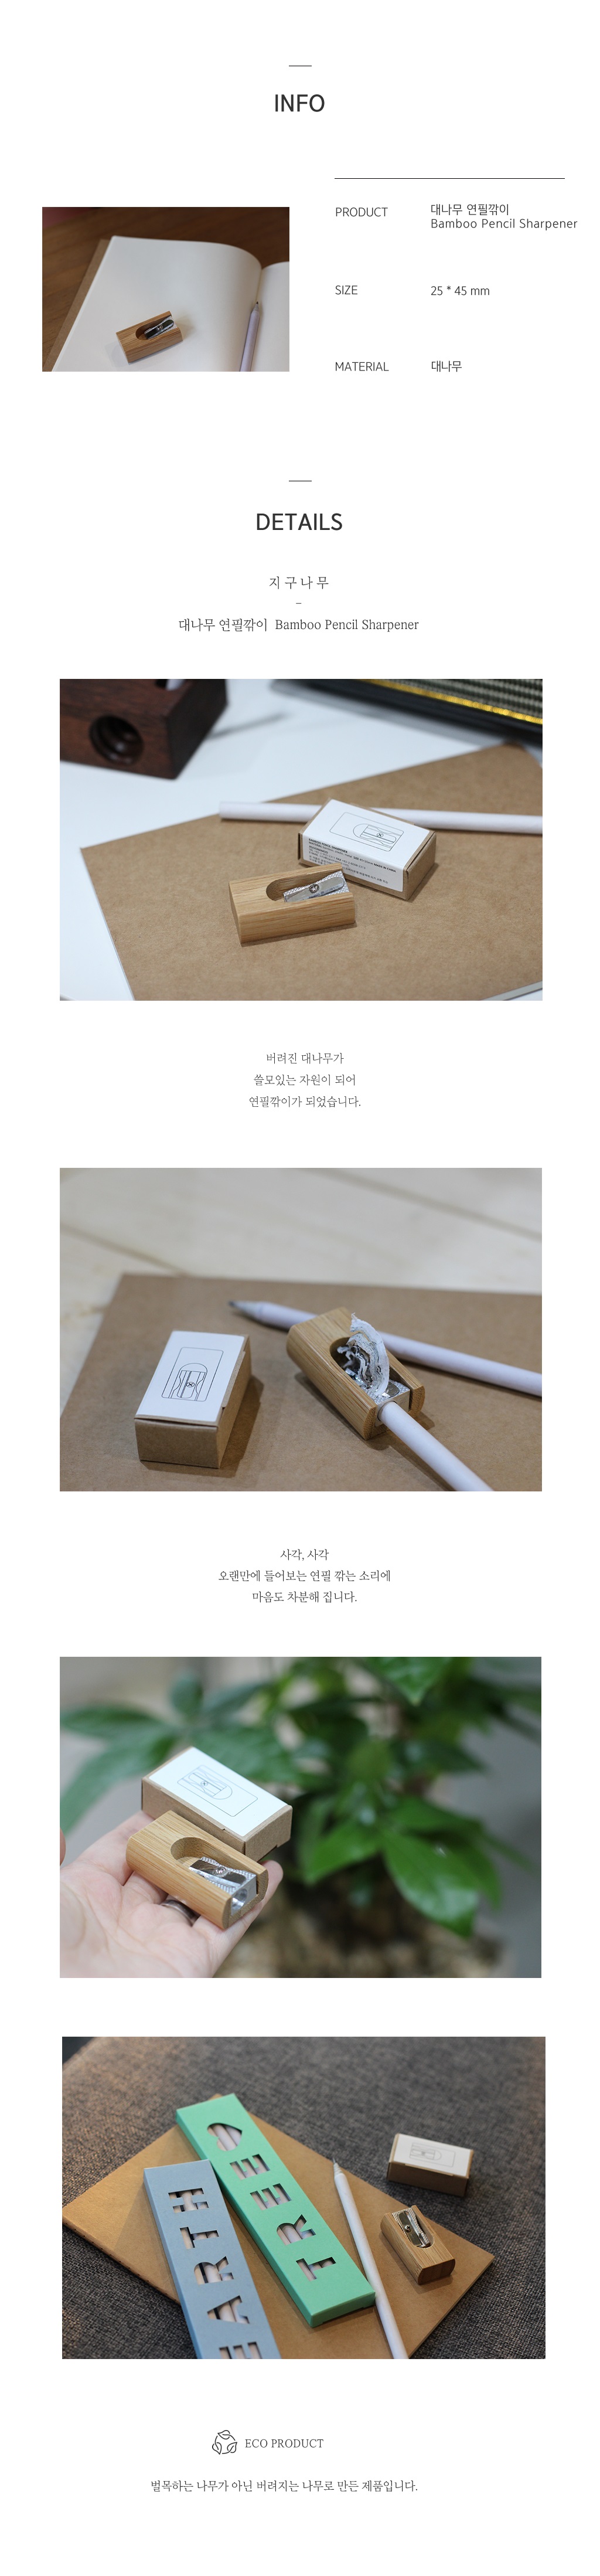 INFO
PRODUCT
대나무 연필깎이
Bamboo Pencil Sharpener
SIZE
25 * 45 mm
MATERIAL
대나무
DETAILS
지 구 나 무
–
대나무 연필깎이 Bamboo Pencil Sharpener
버려진 대나무가
쓸모있는 자원이 되어
연필깎이가 되었습니다.
사각, 사각
오랜만에 들어보는 연필 깎는 소리에
마음도 차분해 집니다.
EARTH
TREE
ECO PRODUCT
벌목하는 나무가 아닌 버려지는 나무로 만든 제품입니다.